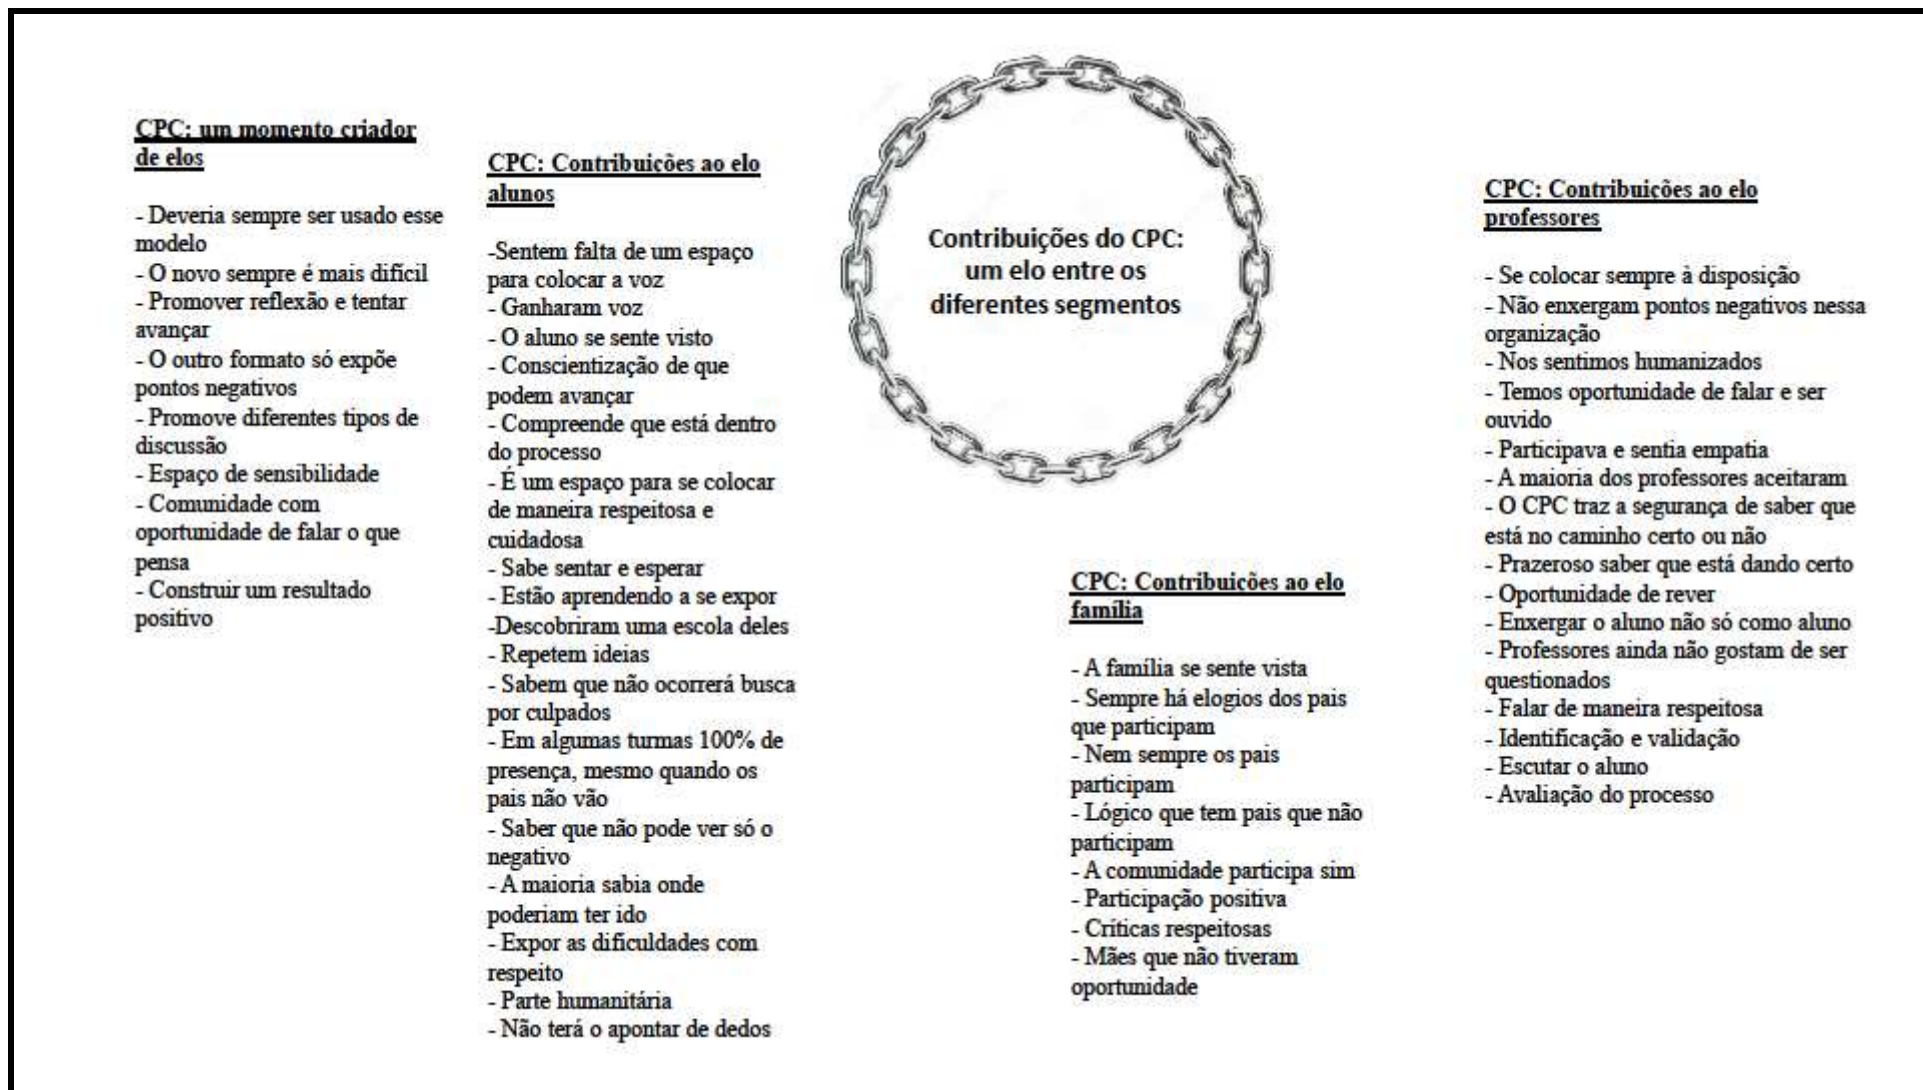 CPC: um momento criador
de elos
- Deveria sempre ser usado esse
modelo
- O novo sempre é mais difícil
- Promover reflexão e tentar
avançar
- O outro formato só expõe
pontos negativos
- Promove diferentes tipos de
discussão
- Espaço de sensibilidade
- Comunidade com
oportunidade de falar o que
pensa
- Construir um resultado
positivo
CPC: Contribuições ao elo
alunos
-Sentem falta de um espaço
para colocar a voz
- Ganharam voz
- O aluno se sente visto
- Conscientização de que
podem avançar
- Compreende que está dentro
do processo
- É um espaço para se colocar
de maneira respeitosa e
cuidadosa
- Sabe sentar e esperar
- Estão aprendendo a se expor
-Descobriram uma escola deles
- Repetem ideias
- Sabem que não ocorrerá busca
por culpados
- Em algumas turmas 100% de
presença, mesmo quando os
pais não vão
- Saber que não pode ver só o
negativo
- A maioria sabia onde
poderiam ter ido
- Expor as dificuldades com
respeito
- Parte humanitária
- Não terá o apontar de dedos
Contribuições do CPC:
um elo entre os
diferentes segmentos
CPC: Contribuições ao elo
família
- A família se sente vista
- Sempre há elogios dos pais
que participam
- Nem sempre os pais
participam
- Lógico que tem pais que não
participam
- A comunidade participa sim
- Participação positiva
- Críticas respeitosas
- Mães que não tiveram
oportunidade
CPC: Contribuições ao elo
professores
- Se colocar sempre à disposição
- Não enxergam pontos negativos nessa
organização
- Nos sentimos humanizados
- Temos oportunidade de falar e ser
ouvido
- Participava e sentia empatia
- A maioria dos professores aceitaram
- O CPC traz a segurança de saber que
está no caminho certo ou não
- Prazeroso saber que está dando certo
- Oportunidade de rever
- Enxergar o aluno não só como aluno
- Professores ainda não gostam de ser
questionados
- Falar de maneira respeitosa
- Identificação e validação
- Escutar o aluno
- Avaliação do processo